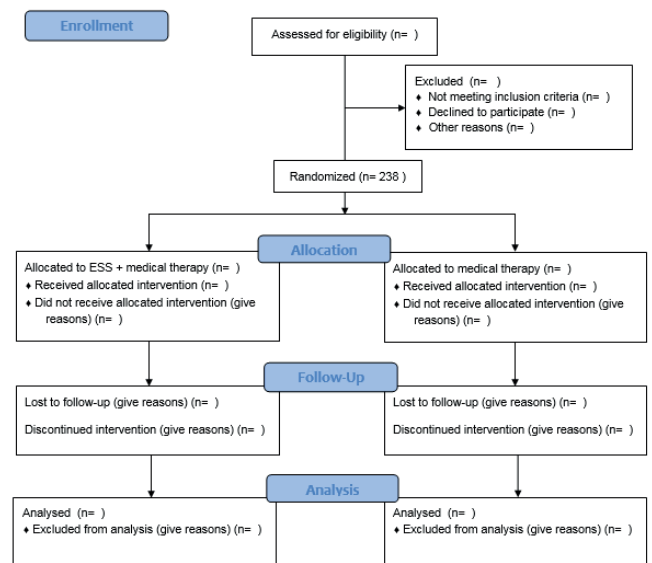 Enrollment
Assessed for eligibility (n=  )
Excluded  (n=  )
♦ Not meeting inclusion criteria (n=  )
♦ Declined to participate (n=  )
♦ Other reasons (n=  )
Randomized (n= 238 )
Allocation
Allocated to ESS + medical therapy (n=  )
♦ Received allocated intervention (n=  )
♦ Did not receive allocated intervention (give
reasons) (n=  )
Allocated to medical therapy (n=  )
♦ Received allocated intervention (n=  )
♦ Did not receive allocated intervention (give
reasons) (n=  )
Follow-Up
Lost to follow-up (give reasons) (n=  )
Discontinued intervention (give reasons) (n=  )
Lost to follow-up (give reasons) (n=  )
Discontinued intervention (give reasons) (n=  )
Analysis
Analysed  (n=  )
♦ Excluded from analysis (give reasons) (n=  )
Analysed  (n=  )
♦ Excluded from analysis (give reasons) (n=  )